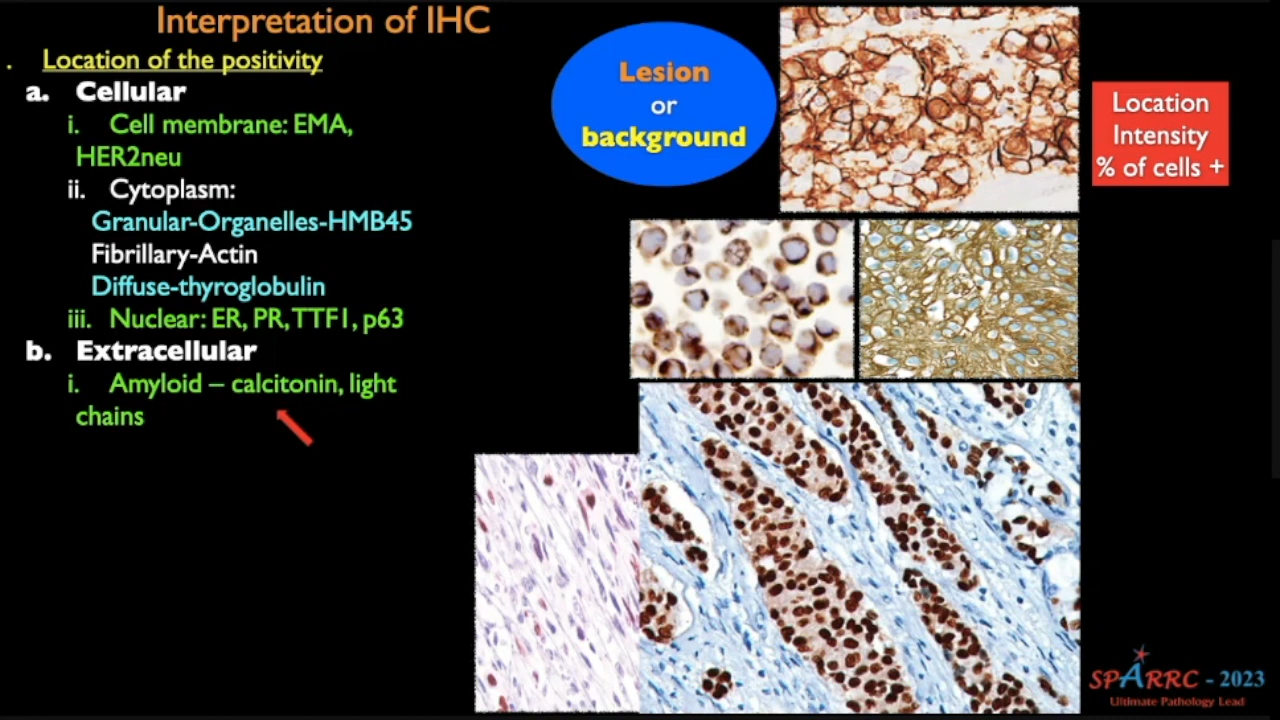 Interpretation of IHC
. Location of the positivity
a. Cellular
i. Cell membrane: EMA,
HER2neu
ii. Cytoplasm:
Granular-Organelles-HMB45
Fibrillary-Actin
Diffuse-thyroglobulin
iii. Nuclear: ER, PR, TTF1, p63
b. Extracellular
i. Amyloid – calcitonin, light
chains
Lesion
or
background
Location
Intensity
% of cells +
SPARRC - 2023
Ultimate Pathology Lead